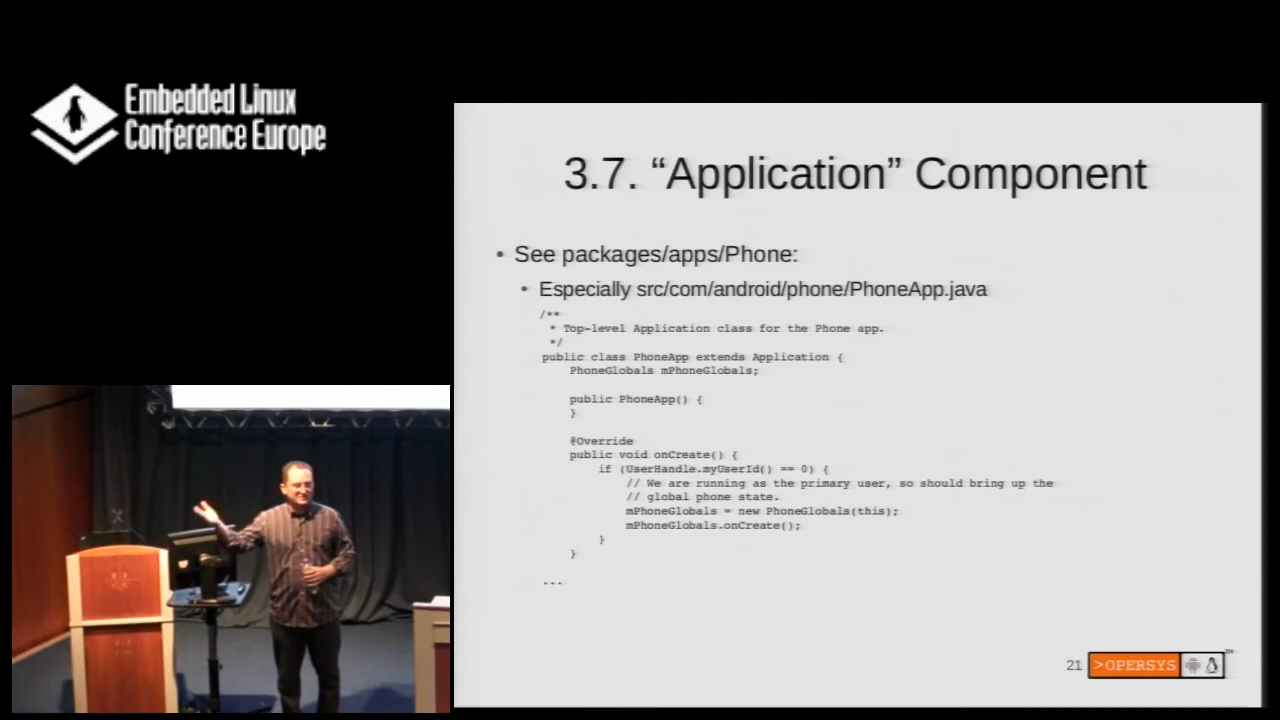 Embedded Linux
Conference Europe
3.7. “Application” Component
• See packages/apps/Phone:
• Especially src/com/android/phone/PhoneApp.java
/**
* Top-level Application class for the Phone app.
*/
public class PhoneApp extends Application {
PhoneGlobals mPhoneGlobals;
public PhoneApp() {
}
@Override
public void onCreate() {
if (UserHandle.myUserId() == 0) {
// We are running as the primary user, so should bring up the
// global phone state.
mPhoneGlobals = new PhoneGlobals(this);
mPhoneGlobals.onCreate();
}
}
...
21 >OPERSYS ™